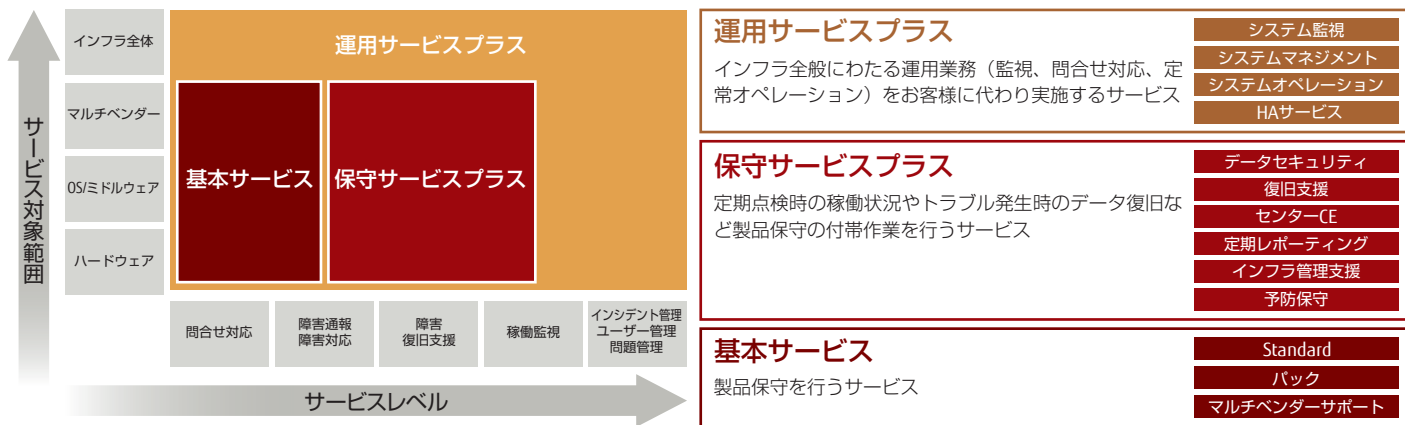 サービス対象範囲
インフラ全体
マルチベンダー
OS/ミドルウェア
ハードウェア
運用サービスプラス
基本サービス
保守サービスプラス
問合せ対応
障害通報
障害対応
障害
復旧支援
稼働監視
インシデント管理
ユーザー管理
問題管理
サービスレベル
運用サービスプラス
インフラ全般にわたる運用業務（監視、問合せ対応、定
常オペレーション）をお客様に代わり実施するサービス
システム監視
システムマネジメント
システムオペレーション
HAサービス
保守サービスプラス
定期点検時の稼働状況やトラブル発生時のデータ復旧な
ど製品保守の付帯作業を行うサービス
データセキュリティ
復旧支援
センターCE
定期レポーティング
インフラ管理支援
予防保守
基本サービス
製品保守を行うサービス
Standard
パック
マルチベンダーサポート